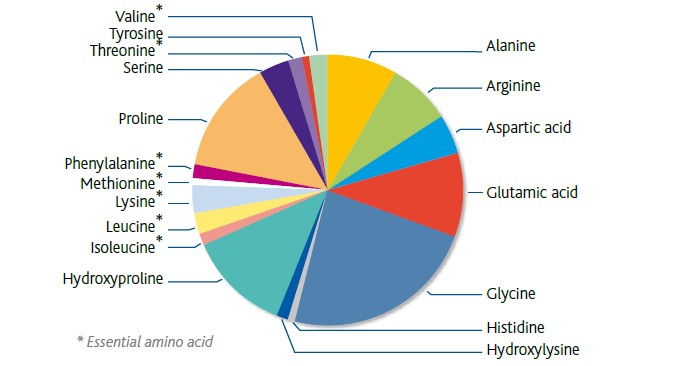 Valine*
Tyrosine
Threonine*
Serine
Proline
Phenylalanine*
Methionine*
Lysine*
Leucine*
Isoleucine*
Hydroxyproline
Alanine
Arginine
Aspartic acid
Glutamic acid
Glycine
Histidine
Hydroxylysine
* Essential amino acid